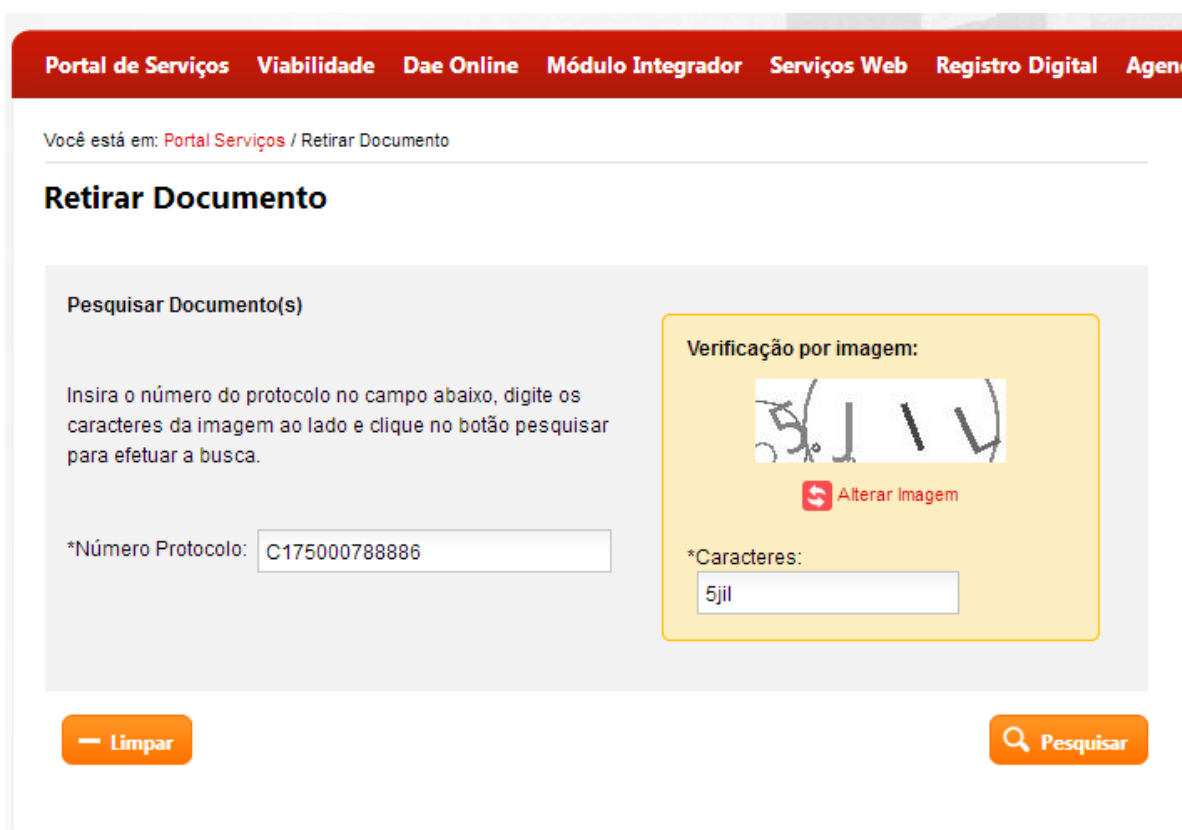 Portal de Serviços Viabilidade Dae Online Módulo Integrador Serviços Web Registro Digital Agen
Você está em: Portal Serviços / Retirar Documento
Retirar Documento
Pesquisar Documento(s)
Insira o número do protocolo no campo abaixo, digite os
caracteres da imagem ao lado e clique no botão pesquisar
para efetuar a busca.
*Número Protocolo: C175000788886
Verificação por imagem:
Alterar Imagem
*Caracteres:
5jil
Limpar
Pesquisar